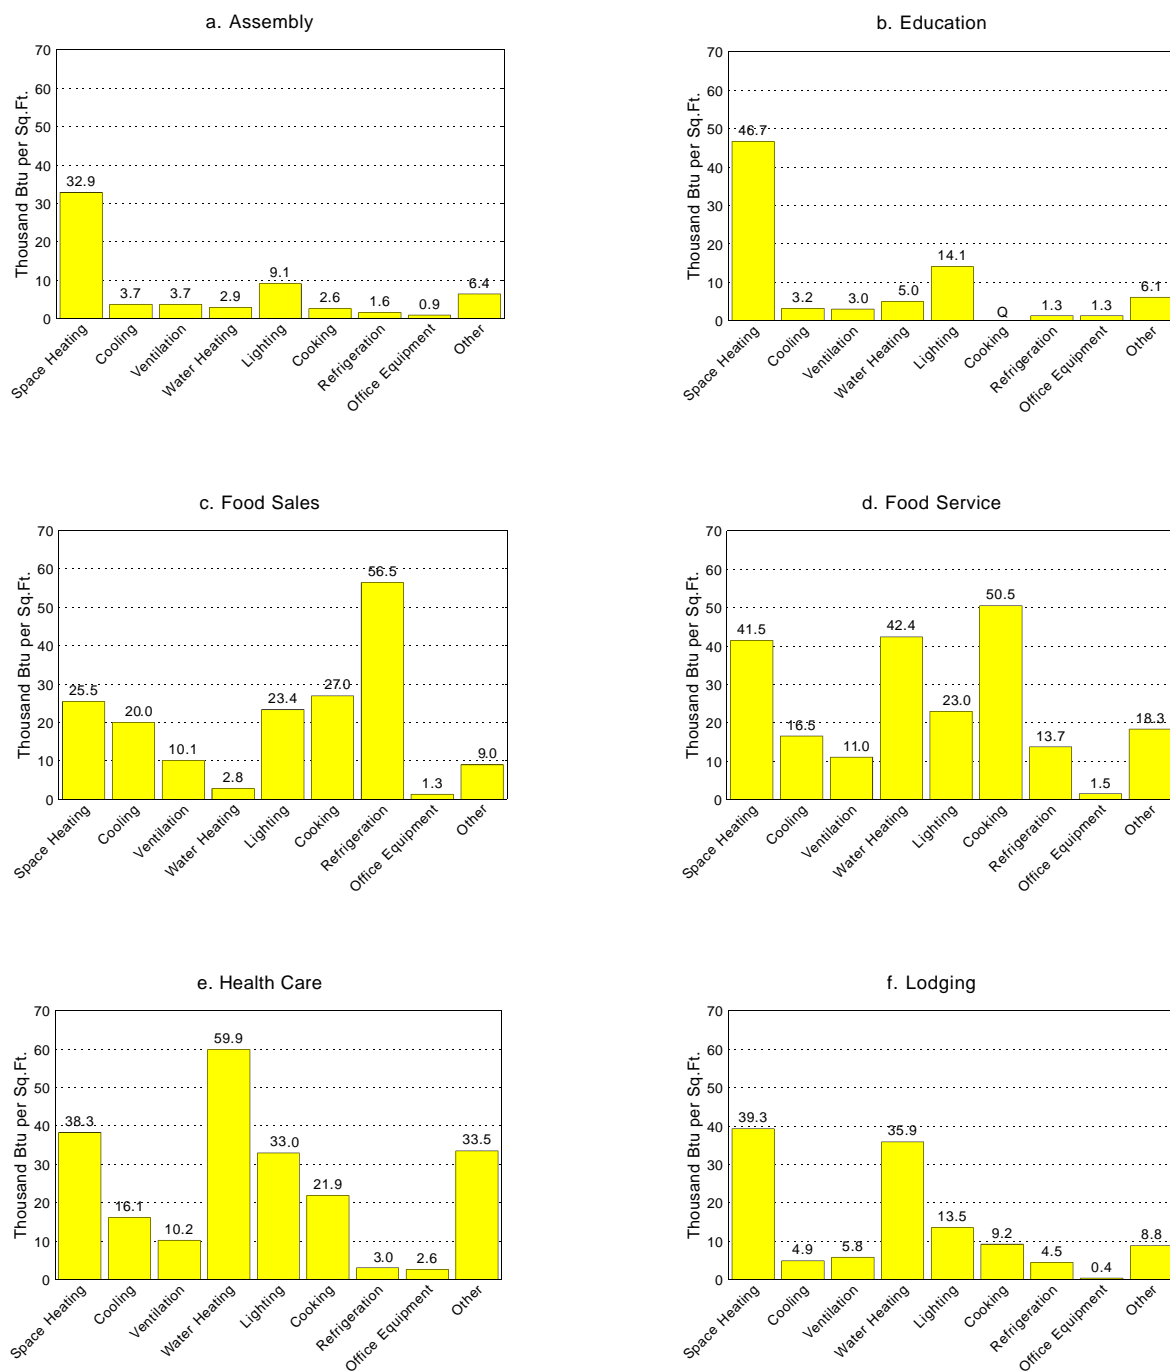 a. Assembly
Thousand Btu per Sq.Ft.
70
60
50
40
30
20
10
0
32.9
3.7
3.7
2.9
9.1
2.6
1.6
0.9
6.4
Space Heating
Cooling
Ventilation
Water Heating
Lighting
Cooking
Refrigeration
Office Equipment
Other
b. Education
Thousand Btu per Sq.Ft.
70
60
50
40
30
20
10
0
46.7
3.2
3.0
5.0
14.1
Q
1.3
1.3
6.1
Space Heating
Cooling
Ventilation
Water Heating
Lighting
Cooking
Refrigeration
Office Equipment
Other
c. Food Sales
Thousand Btu per Sq.Ft.
70
60
50
40
30
20
10
0
25.5
20.0
10.1
2.8
23.4
27.0
56.5
1.3
9.0
Space Heating
Cooling
Ventilation
Water Heating
Lighting
Cooking
Refrigeration
Office Equipment
Other
d. Food Service
Thousand Btu per Sq.Ft.
70
60
50
40
30
20
10
0
41.5
16.5
11.0
42.4
23.0
50.5
13.7
1.5
18.3
Space Heating
Cooling
Ventilation
Water Heating
Lighting
Cooking
Refrigeration
Office Equipment
Other
e. Health Care
Thousand Btu per Sq.Ft.
70
60
50
40
30
20
10
0
38.3
16.1
10.2
59.9
33.0
21.9
3.0
2.6
33.5
Space Heating
Cooling
Ventilation
Water Heating
Lighting
Cooking
Refrigeration
Office Equipment
Other
f. Lodging
Thousand Btu per Sq.Ft.
70
60
50
40
30
20
10
0
39.3
4.9
5.8
35.9
13.5
9.2
4.5
0.4
8.8
Space Heating
Cooling
Ventilation
Water Heating
Lighting
Cooking
Refrigeration
Office Equipment
Other